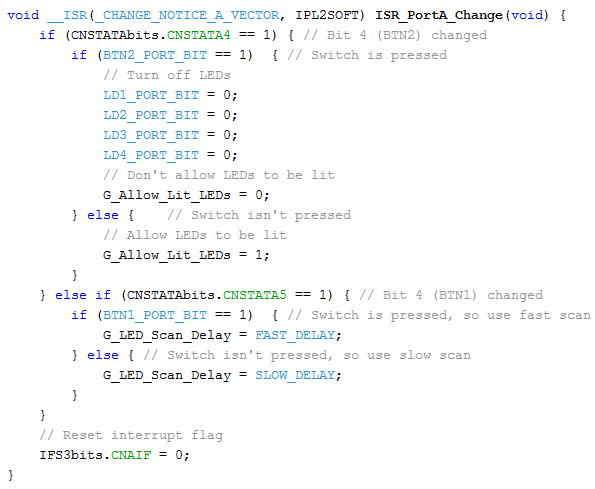 void __ISR(_CHANGE_NOTICE_A_VECTOR, IPL2SOFT) ISR_PortA_Change(void) {
    if (CNSTATAbits.CNSTATA4 == 1) { // Bit 4 (BTN2) changed
        if (BTN2_PORT_BIT == 1)  { // Switch is pressed
            // Turn off LEDs
            LD1_PORT_BIT = 0;
            LD2_PORT_BIT = 0;
            LD3_PORT_BIT = 0;
            LD4_PORT_BIT = 0;
            // Don't allow LEDs to be lit
            G_Allow_Lit_LEDs = 0;
        } else {    // Switch isn't pressed
            // Allow LEDs to be lit
            G_Allow_Lit_LEDs = 1;
        }
    } else if (CNSTATAbits.CNSTATA5 == 1) { // Bit 4 (BTN1) changed
        if (BTN1_PORT_BIT == 1)  { // Switch is pressed, so use fast scan
            G_LED_Scan_Delay = FAST_DELAY;
        } else { // Switch isn't pressed, so use slow scan
            G_LED_Scan_Delay = SLOW_DELAY;
        }
    }
    // Reset interrupt flag
    IFS3bits.CNAIF = 0;
}